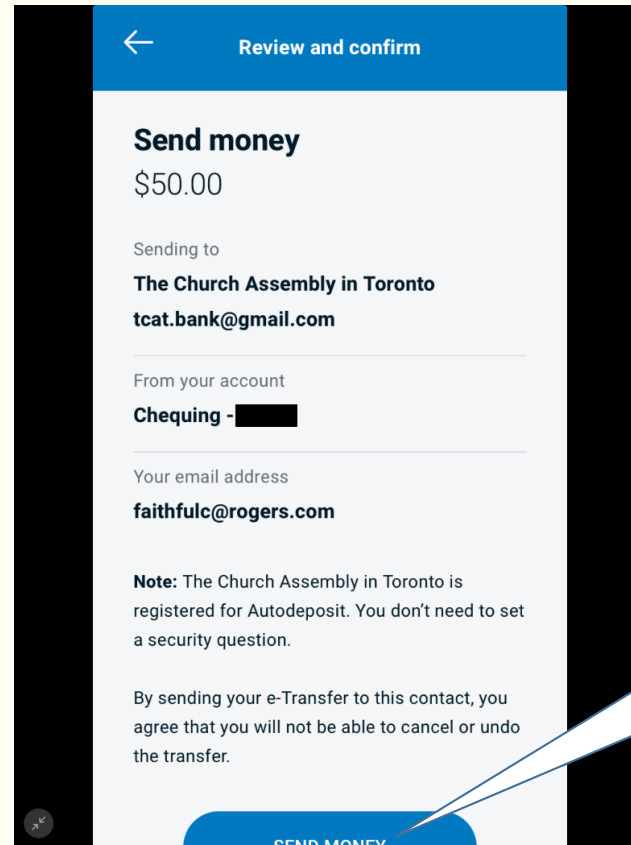 Review and confirm
Send money
$50.00
Sending to
The Church Assembly in Toronto
tcat.bank@gmail.com
From your account
Chequing -
Your email address
faithfulc@rogers.com
Note: The Church Assembly in Toronto is
registered for Autodeposit. You don’t need to set
a security question.
By sending your e-Transfer to this contact, you
agree that you will not be able to cancel or undo
the transfer.
SEND MONEY